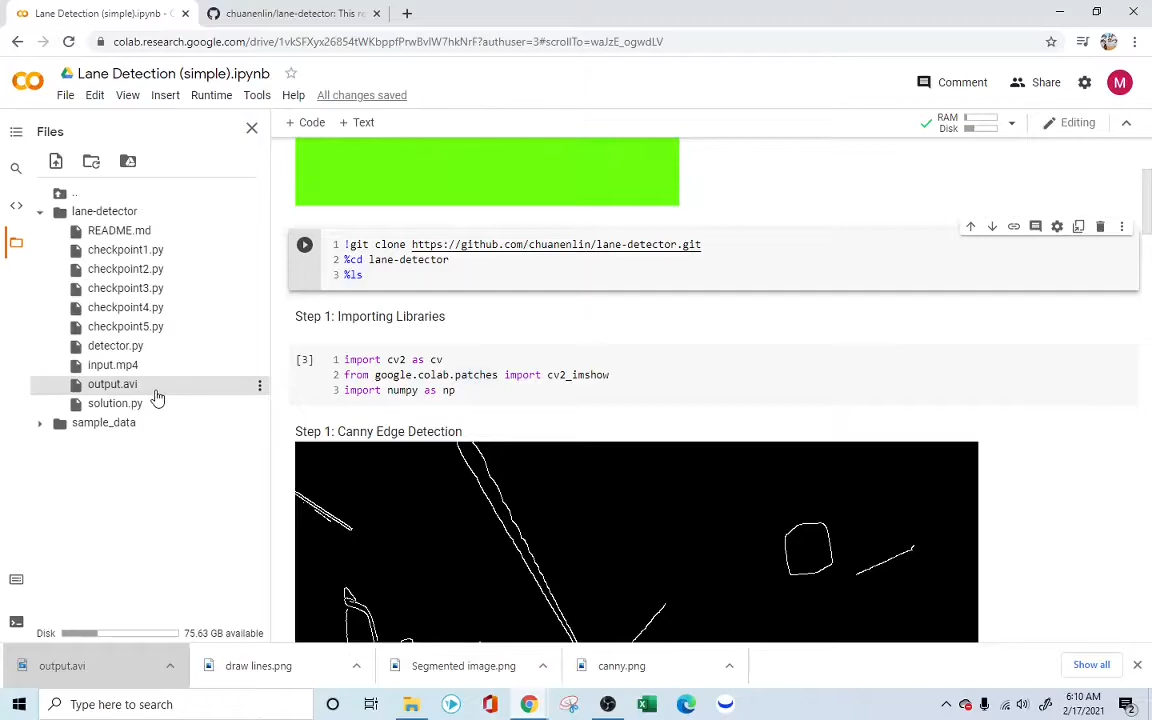 Lane Detection (simple).ipynb - C
chuanenlin/lane-detector: This re
colab.research.google.com/drive/1vkSFXyx26854tWKbppfPrwBvIW7hkNrF?authuser=3#scrollTo=waJzE_ogwdLV
Lane Detection (simple).ipynb
File Edit View Insert Runtime Tools Help All changes saved
Comment Share M
Files
+ Code + Text
RAM
Disk
Editing
..
lane-detector
README.md
checkpoint1.py
checkpoint2.py
checkpoint3.py
checkpoint4.py
checkpoint5.py
detector.py
input.mp4
output.avi
solution.py
sample_data
Disk 75.63 GB available
1 !git clone https://github.com/chuanenlin/lane-detector.git
2 %cd lane-detector
3 %ls
Step 1: Importing Libraries
[3] 1 import cv2 as cv
2 from google.colab.patches import cv2_imshow
3 import numpy as np
Step 1: Canny Edge Detection
output.avi
draw lines.png
Segmented image.png
canny.png
Show all
Type here to search
6:10 AM
2/17/2021
2